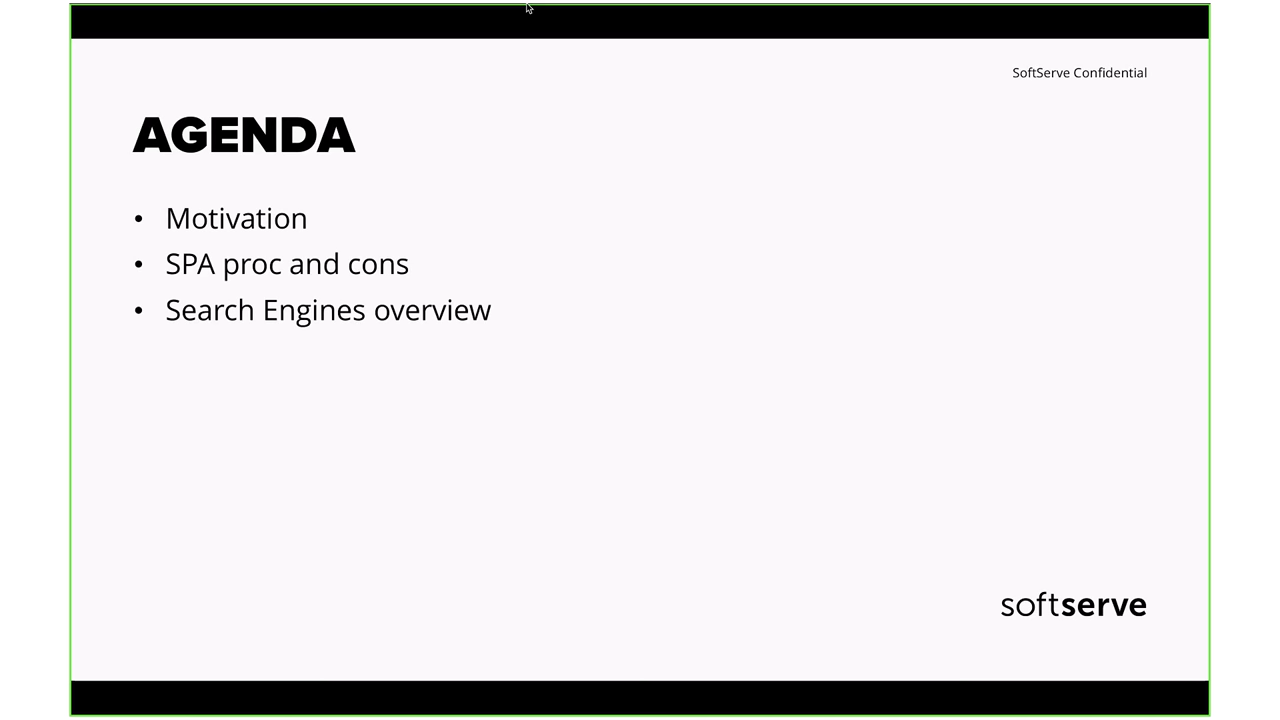 SoftServe Confidential
AGENDA
• Motivation
• SPA proc and cons
• Search Engines overview
softserve